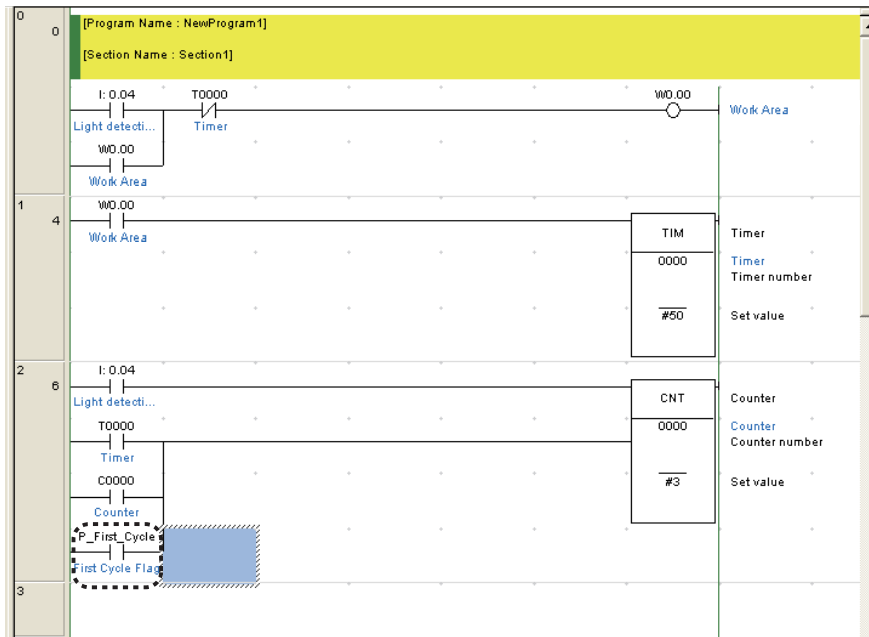 0
0
[Program Name : NewProgram1]
[Section Name : Section1]
I: 0.04
T0000
W0.00
Light detecti...
Timer
Work Area
W0.00
Work Area
1
4
W0.00
Work Area
TIM
Timer
0000
Timer
Timer number
#50
Set value
2
6
I: 0.04
Light detecti...
CNT
Counter
T0000
0000
Counter
Timer
Counter number
C0000
#3
Set value
Counter
P_First_Cycle
First Cycle Flag
3